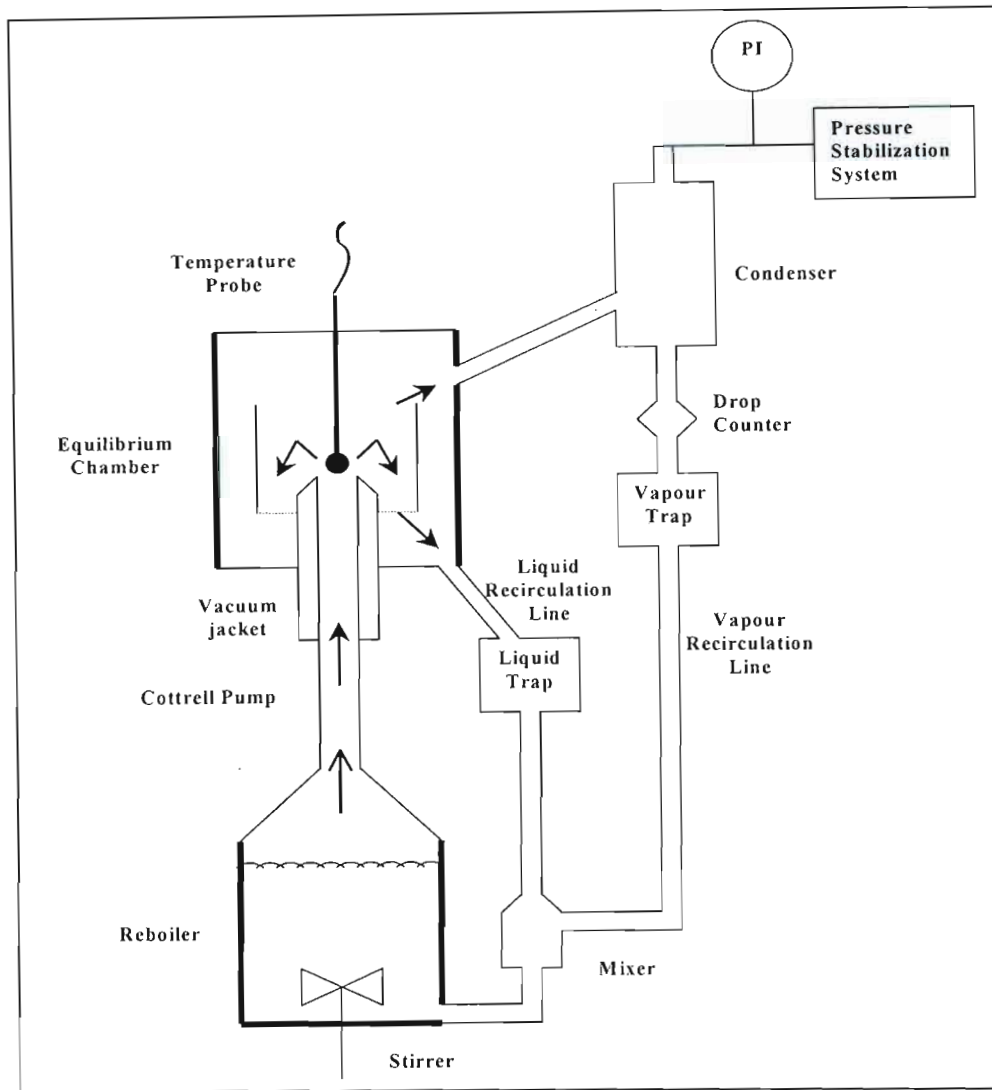 PI
Pressure
Stabilization
System
Temperature
Probe
Condenser
Drop
Counter
Equilibrium
Chamber
Vapour
Trap
Liquid
Recirculation
Line
Vacuum
jacket
Vapour
Recirculation
Line
Liquid
Trap
Cottrell Pump
Reboiler
Mixer
Stirrer